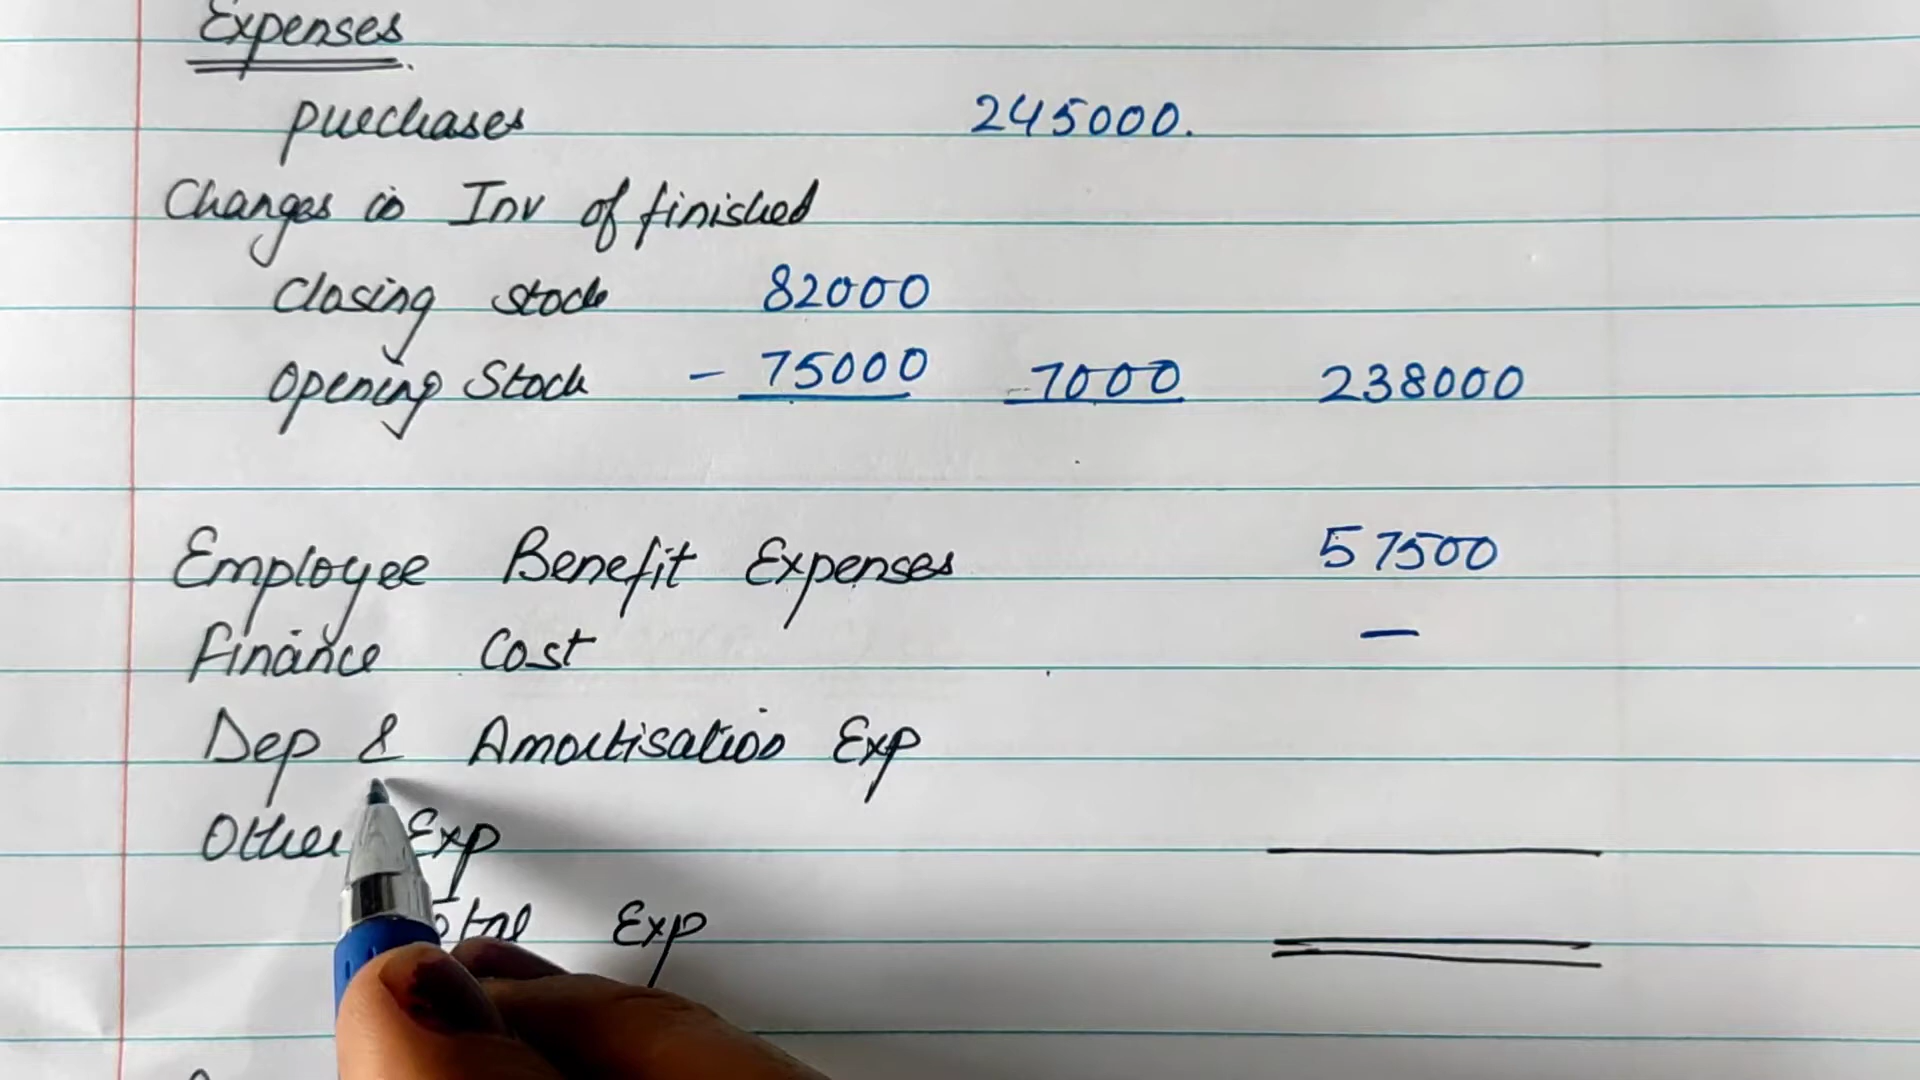 Expenses
purchases 245000.
Changes in Inv of finished
Closing stock 82000
Opening Stock - 75000 7000 238000
Employee Benefit Expenses 57500
Finance Cost —
Dep & Amortisation Exp
Other Exp
Exp